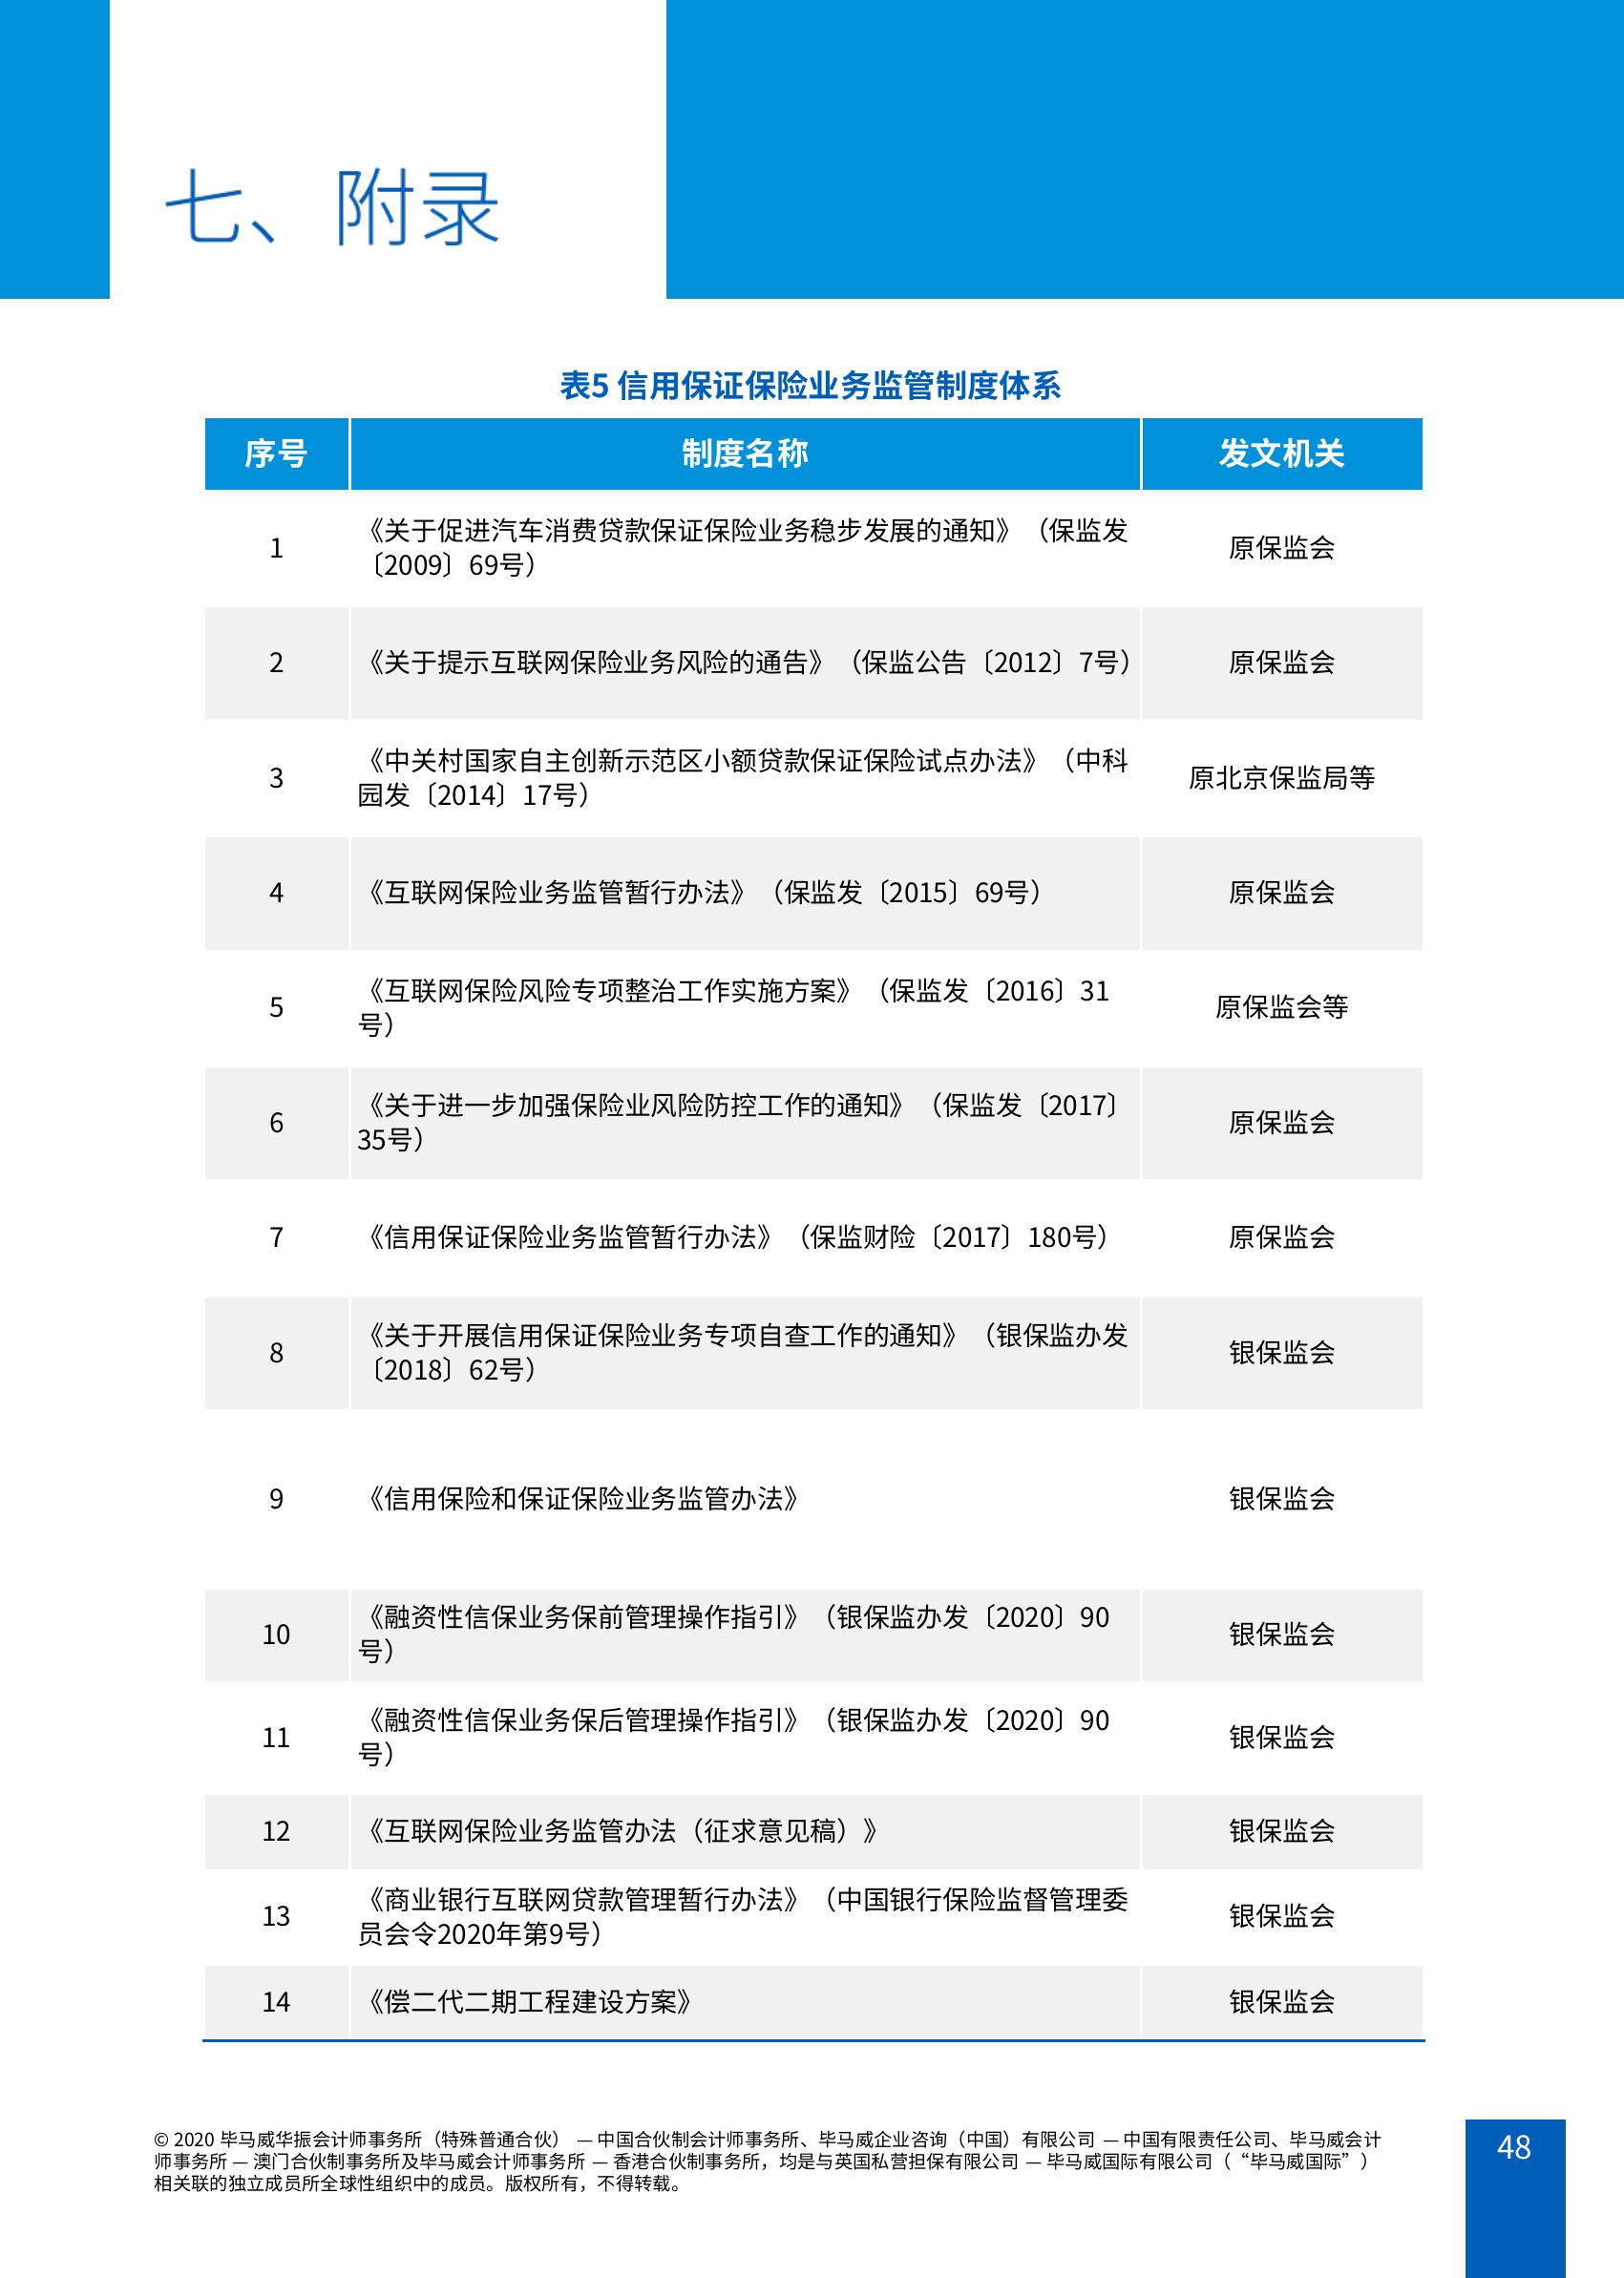 七、附录
表5 信用保证保险业务监管制度体系
序号 制度名称 发文机关
1 《关于促进汽车消费贷款保证保险业务稳步发展的通知》（保监发
〔2009〕69号） 原保监会
2 《关于提示互联网保险业务风险的通告》（保监公告〔2012〕7号） 原保监会
3 《中关村国家自主创新示范区小额贷款保证保险试点办法》（中科
园发〔2014〕17号） 原北京保监局等
4 《互联网保险业务监管暂行办法》（保监发〔2015〕69号） 原保监会
5 《互联网保险风险专项整治工作实施方案》（保监发〔2016〕31
号） 原保监会等
6 《关于进一步加强保险业风险防控工作的通知》（保监发〔2017〕
35号） 原保监会
7 《信用保证保险业务监管暂行办法》（保监财险〔2017〕180号） 原保监会
8 《关于开展信用保证保险业务专项自查工作的通知》（银保监办发
〔2018〕62号） 银保监会
9 《信用保险和保证保险业务监管办法》 银保监会
10 《融资性信保业务保前管理操作指引》（银保监办发〔2020〕90
号） 银保监会
11 《融资性信保业务保后管理操作指引》（银保监办发〔2020〕90
号） 银保监会
12 《互联网保险业务监管办法（征求意见稿）》 银保监会
13 《商业银行互联网贷款管理暂行办法》（中国银行保险监督管理委
员会令2020年第9号） 银保监会
14 《偿二代二期工程建设方案》 银保监会
© 2020 毕马威华振会计师事务所（特殊普通合伙） — 中国合伙制会计师事务所、毕马威企业咨询（中国）有限公司 — 中国有限责任公司、毕马威会计
师事务所 — 澳门合伙制事务所及毕马威会计师事务所 — 香港合伙制事务所，均是与英国私营担保有限公司 — 毕马威国际有限公司（“毕马威国际”）
相关联的独立成员所全球性组织中的成员。版权所有，不得转载。
48